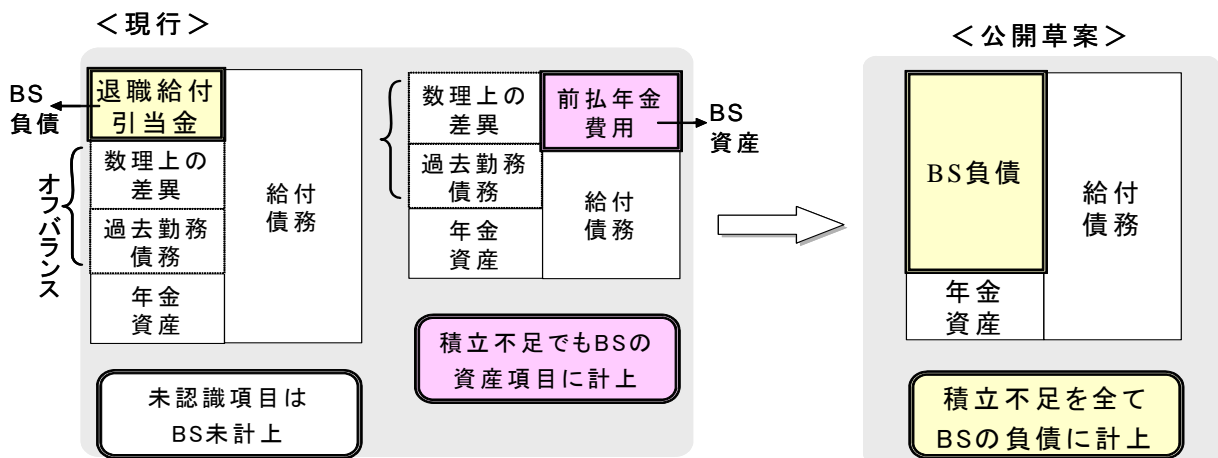 ＜現行＞
BS
負債
退職給付
引当金
数理上の
差異
過去勤務
債務
年金
資産
給付
債務
オフバランス
未認識項目は
BS未計上
数理上の
差異
過去勤務
債務
年金
資産
前払年金
費用
BS
資産
給付
債務
積立不足でもBSの
資産項目に計上
＜公開草案＞
BS負債
年金
資産
給付
債務
積立不足を全て
BSの負債に計上